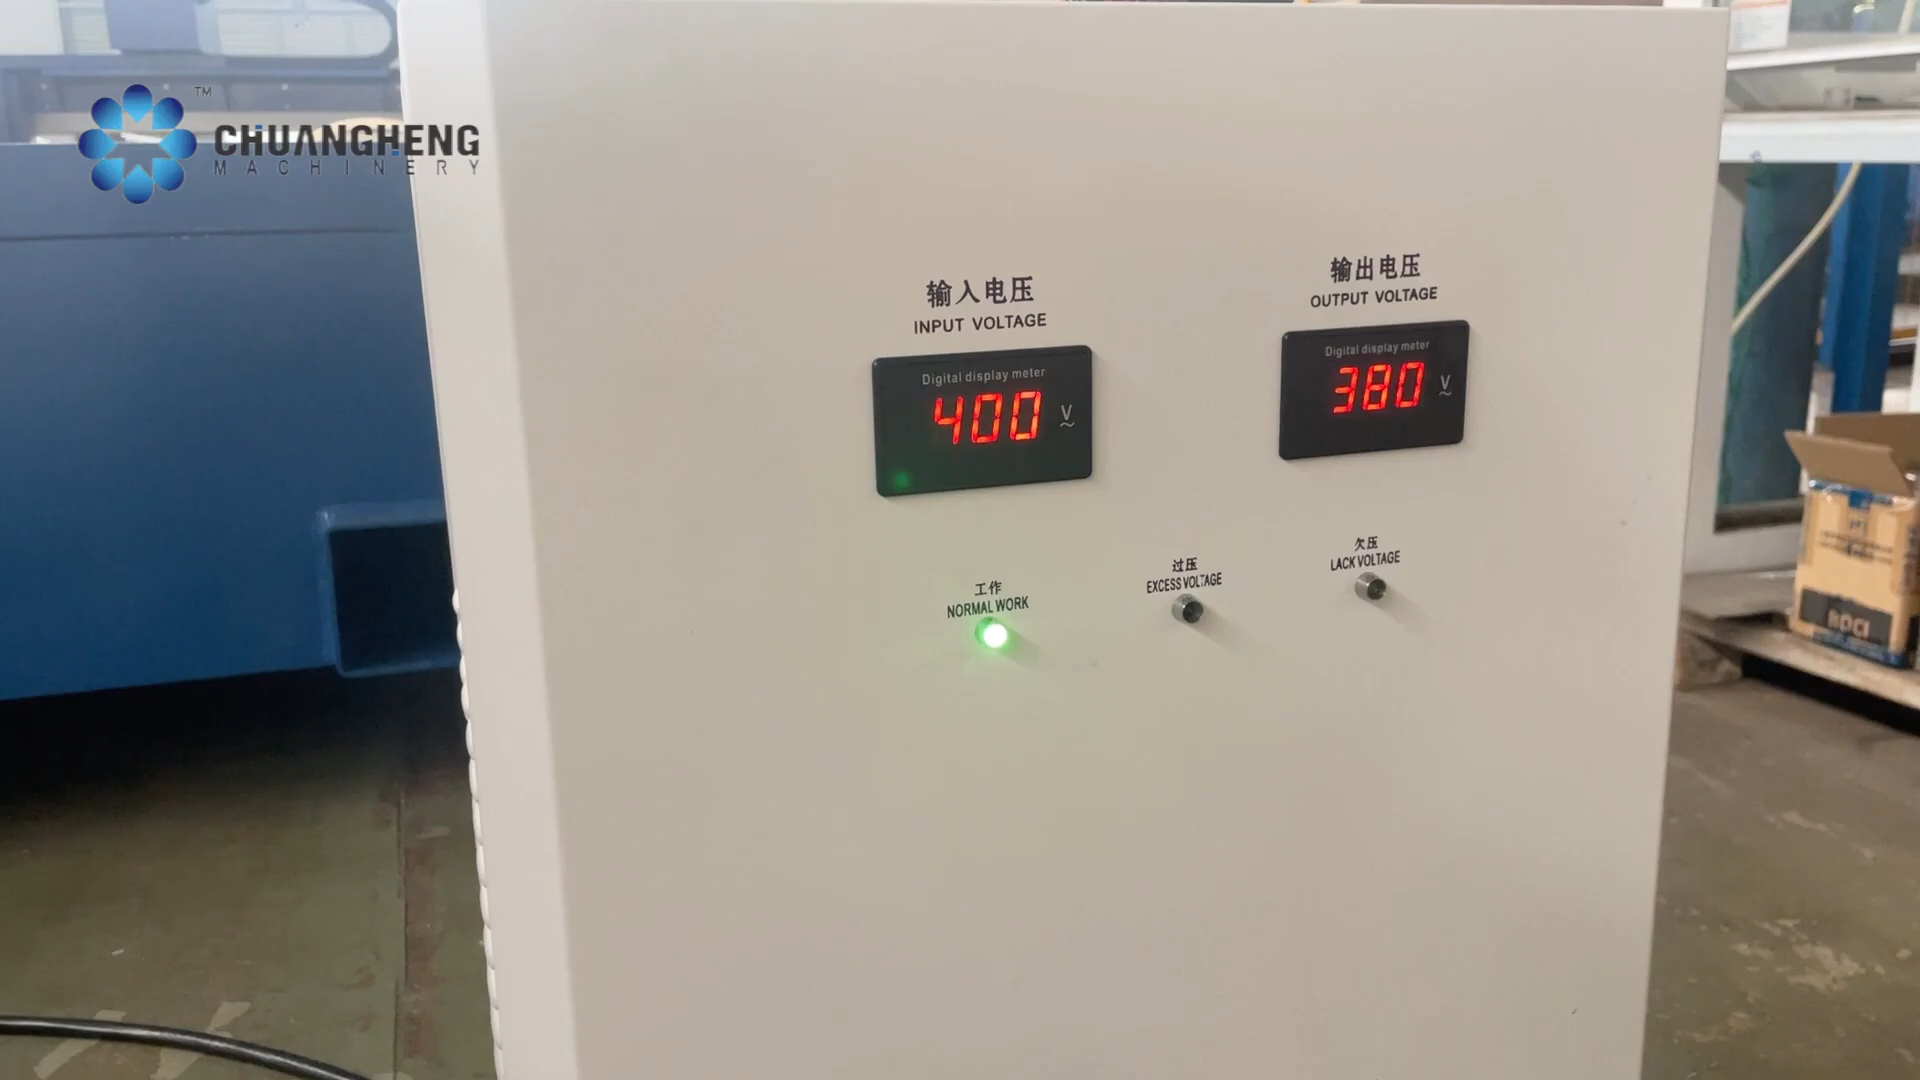 TM
CHUANGHENG
MACHINERY
输入电压
INPUT VOLTAGE
Digital display meter
400 V
~
输出电压
OUTPUT VOLTAGE
Digital display meter
380 V
~
工作
NORMAL WORK
过压
EXCESS VOLTAGE
欠压
LACK VOLTAGE